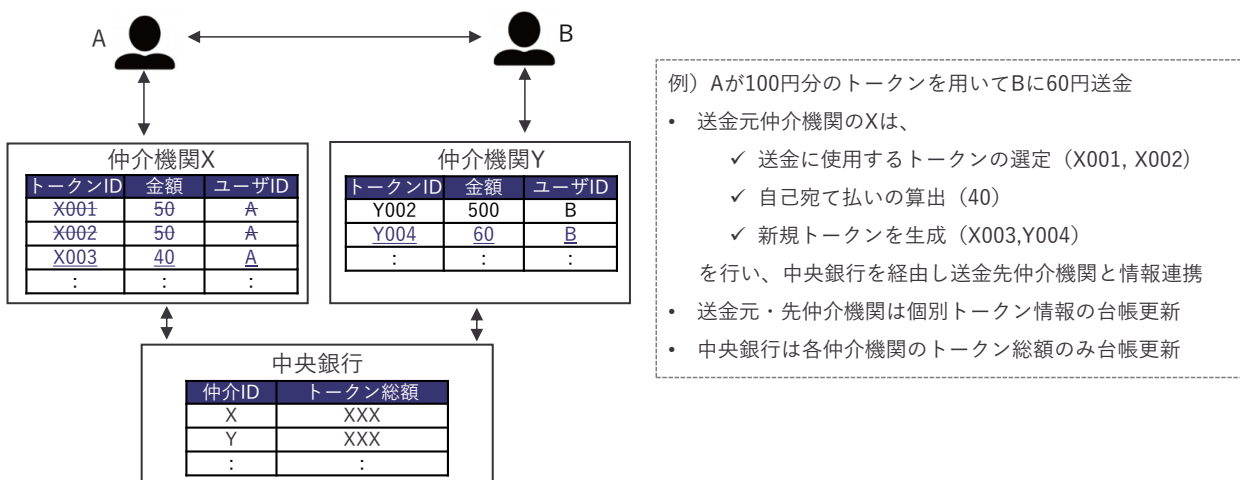 A
B
仲介機関X
トークンID 金額 ユーザID
X001 50 A
X002 50 A
X003 40 A
: : :
仲介機関Y
トークンID 金額 ユーザID
Y002 500 B
Y004 60 B
: : :
中央銀行
仲介ID トークン総額
X XXX
Y XXX
: :
例）Aが100円分のトークンを用いてBに60円送金
• 送金元仲介機関のXは、
✓ 送金に使用するトークンの選定（X001, X002）
✓ 自己宛て払いの算出（40）
✓ 新規トークンを生成（X003,Y004）
を行い、中央銀行を経由し送金先仲介機関と情報連携
• 送金元・先仲介機関は個別トークン情報の台帳更新
• 中央銀行は各仲介機関のトークン総額のみ台帳更新